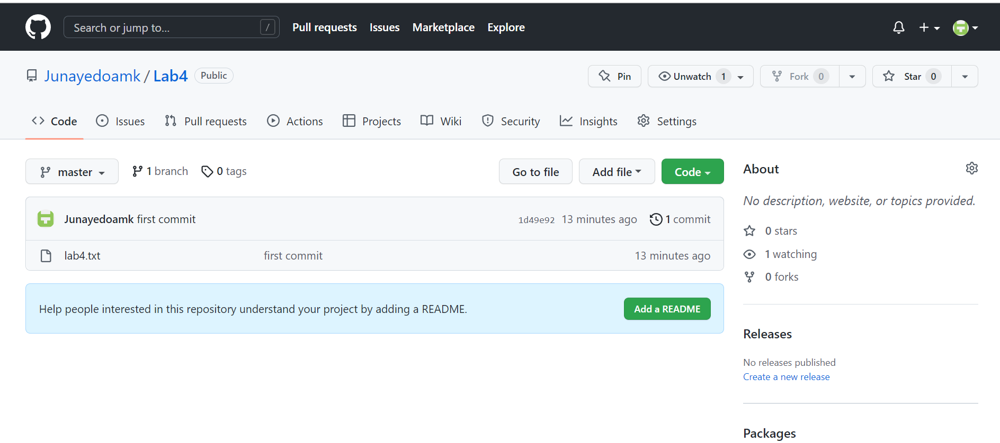 Search or jump to... /
Pull requests Issues Marketplace Explore
Junayedoamk / Lab4 Public
Pin Unwatch 1 Fork 0 Star 0
Code Issues Pull requests Actions Projects Wiki Security Insights Settings
master 1 branch 0 tags Go to file Add file Code
Junayedoamk first commit 1d49e92 13 minutes ago 1 commit
lab4.txt first commit 13 minutes ago
Help people interested in this repository understand your project by adding a README. Add a README
About
No description, website, or topics provided.
0 stars
1 watching
0 forks
Releases
No releases published
Create a new release
Packages